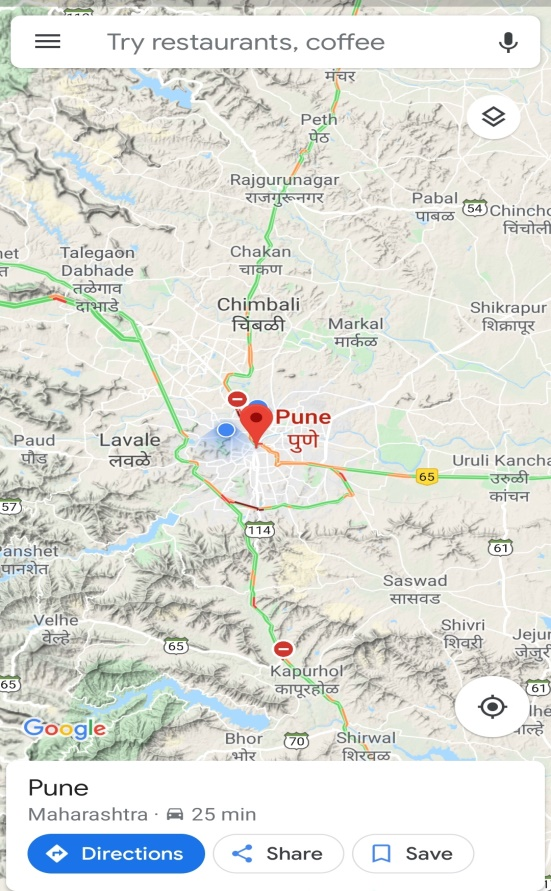 Try restaurants, coffee
मंचर
Peth
पेठ
Rajgurunagar
राजगुरूनगर
Pabal
पाबळ
54
Chincho
चिंचोली
Talegaon
Dabhade
तळेगाव
दाभाडे
Chakan
चाकण
Chimbali
चिंबळी
Markal
मार्कळ
Shikrapur
शिक्रापूर
Pune
पुणे
Paud
पौड
Lavale
लवळे
Uruli Kancha
उरुळी
कांचन
65
57
114
61
Panshet
पानशेत
Saswad
सासवड
Velhe
वेल्हे
65
Shivri
शिवरी
Jejur
जेजुरी
Kapurhol
कापूरहोळ
65
61
Google
Bhor
भोर
70
Shirwal
शिरवळ
Pune
Maharashtra · 25 min
Directions
Share
Save